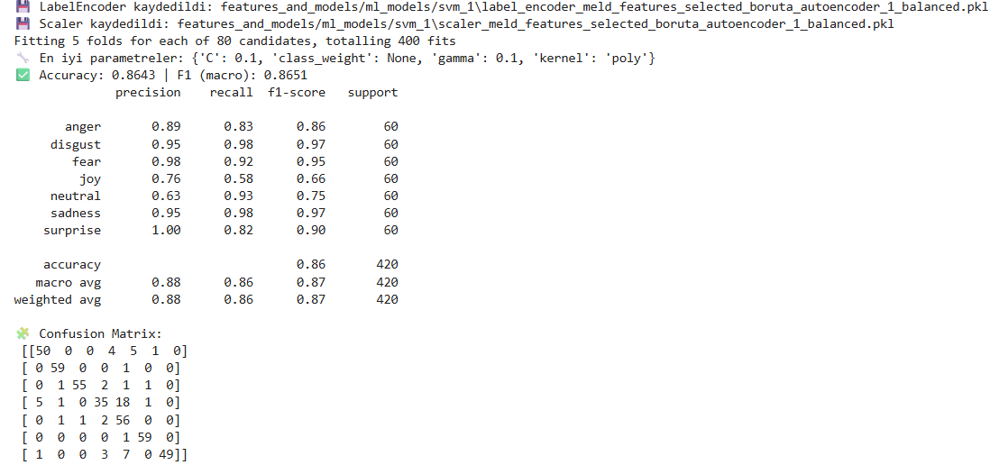 💾 LabelEncoder kaydedildi: features_and_models/ml_models/svm_1\label_encoder_meld_features_selected_boruta_autoencoder_1_balanced.pkl
💾 Scaler kaydedildi: features_and_models/ml_models/svm_1\scaler_meld_features_selected_boruta_autoencoder_1_balanced.pkl
Fitting 5 folds for each of 80 candidates, totalling 400 fits
🔧 En iyi parametreler: {'C': 0.1, 'class_weight': None, 'gamma': 0.1, 'kernel': 'poly'}
✅ Accuracy: 0.8643 | F1 (macro): 0.8651
precision recall f1-score support
anger 0.89 0.83 0.86 60
disgust 0.95 0.98 0.97 60
fear 0.98 0.92 0.95 60
joy 0.76 0.58 0.66 60
neutral 0.63 0.93 0.75 60
sadness 0.95 0.98 0.97 60
surprise 1.00 0.82 0.90 60
accuracy 0.86 420
macro avg 0.88 0.86 0.87 420
weighted avg 0.88 0.86 0.87 420
🧩 Confusion Matrix:
[[50 0 0 4 5 1 0]
[ 0 59 0 0 1 0 0]
[ 0 1 55 2 1 1 0]
[ 5 1 0 35 18 1 0]
[ 0 1 1 2 56 0 0]
[ 0 0 0 0 1 59 0]
[ 1 0 0 3 7 0 49]]